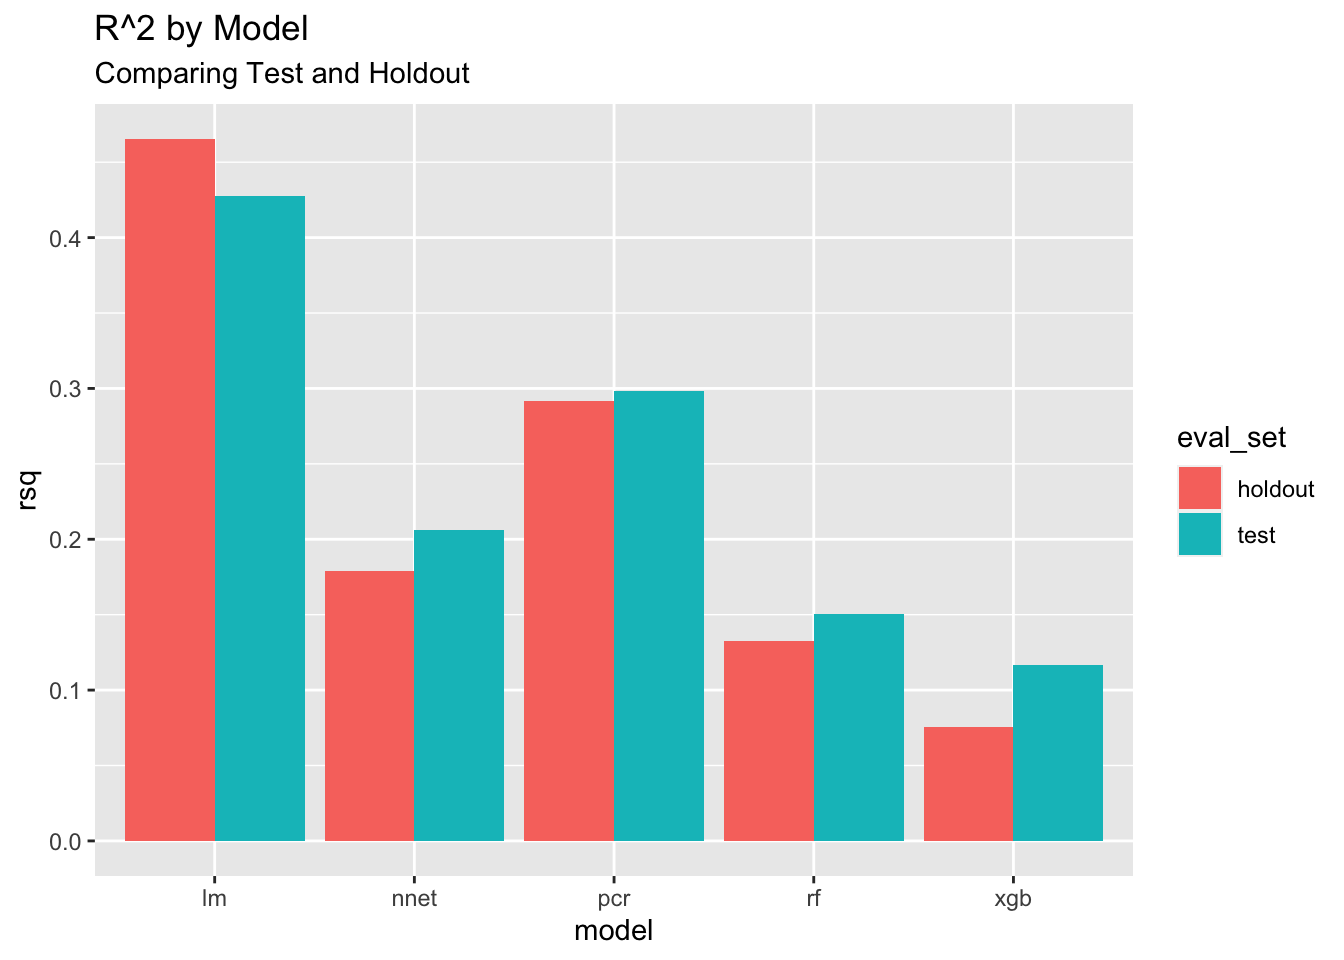 R^2 by Model
Comparing Test and Holdout
0.4
0.3
0.2
0.1
0.0
rsq
lm
nnet
pcr
rf
xgb
model
eval_set
holdout
test